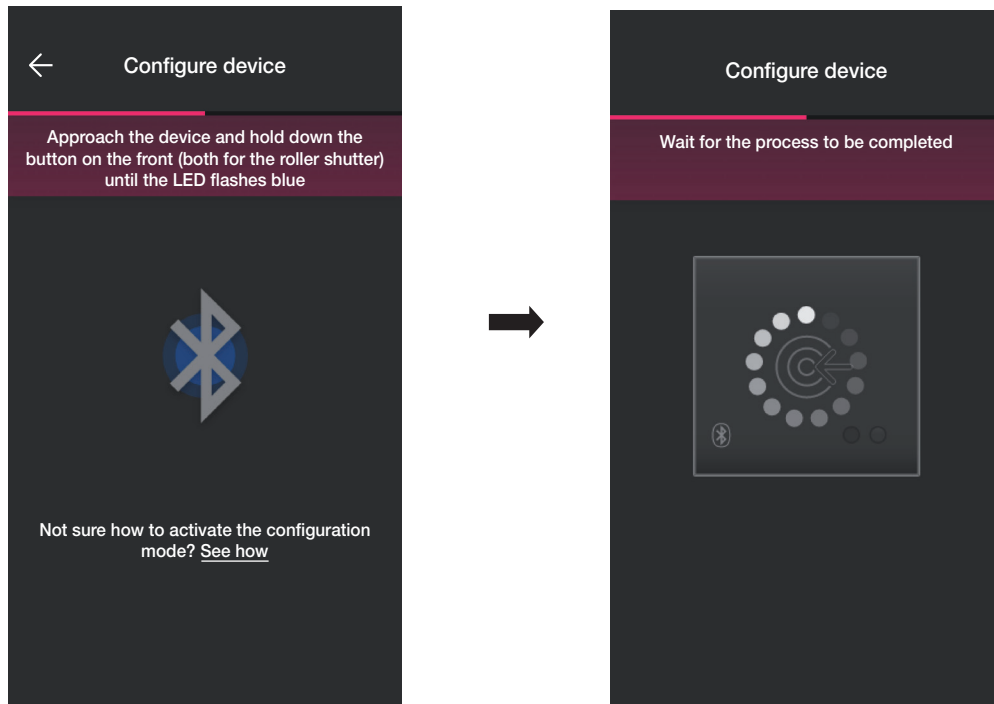 Configure device
Approach the device and hold down the
button on the front (both for the roller shutter)
until the LED flashes blue
Not sure how to activate the configuration
mode? See how
Configure device
Wait for the process to be completed